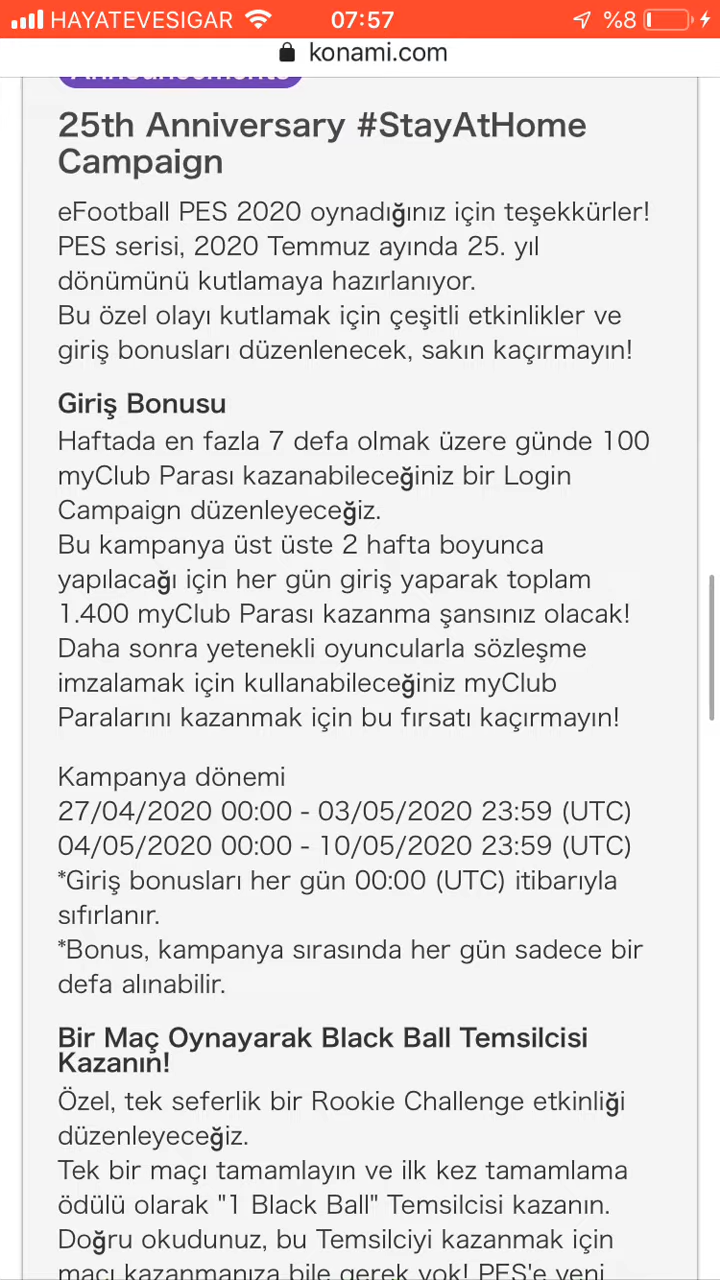 HAYATEVESIGAR 07:57 %8
konami.com
Announcements
25th Anniversary #StayAtHome
Campaign
eFootball PES 2020 oynadığınız için teşekkürler!
PES serisi, 2020 Temmuz ayında 25. yıl
dönümünü kutlamaya hazırlanıyor.
Bu özel olayı kutlamak için çeşitli etkinlikler ve
giriş bonusları düzenlenecek, sakın kaçırmayın!
Giriş Bonusu
Haftada en fazla 7 defa olmak üzere günde 100
myClub Parası kazanabileceğiniz bir Login
Campaign düzenleyeceğiz.
Bu kampanya üst üste 2 hafta boyunca
yapılacağı için her gün giriş yaparak toplam
1.400 myClub Parası kazanma şansınız olacak!
Daha sonra yetenekli oyuncularla sözleşme
imzalamak için kullanabileceğiniz myClub
Paralarını kazanmak için bu fırsatı kaçırmayın!
Kampanya dönemi
27/04/2020 00:00 - 03/05/2020 23:59 (UTC)
04/05/2020 00:00 - 10/05/2020 23:59 (UTC)
*Giriş bonusları her gün 00:00 (UTC) itibarıyla
sıfırlanır.
*Bonus, kampanya sırasında her gün sadece bir
defa alınabilir.
Bir Maç Oynayarak Black Ball Temsilcisi
Kazanın!
Özel, tek seferlik bir Rookie Challenge etkinliği
düzenleyeceğiz.
Tek bir maçı tamamlayın ve ilk kez tamamlama
ödülü olarak "1 Black Ball" Temsilcisi kazanın.
Doğru okudunuz, bu Temsilciyi kazanmak için
maçı kazanmanıza bile gerek yok! PES'e yeni